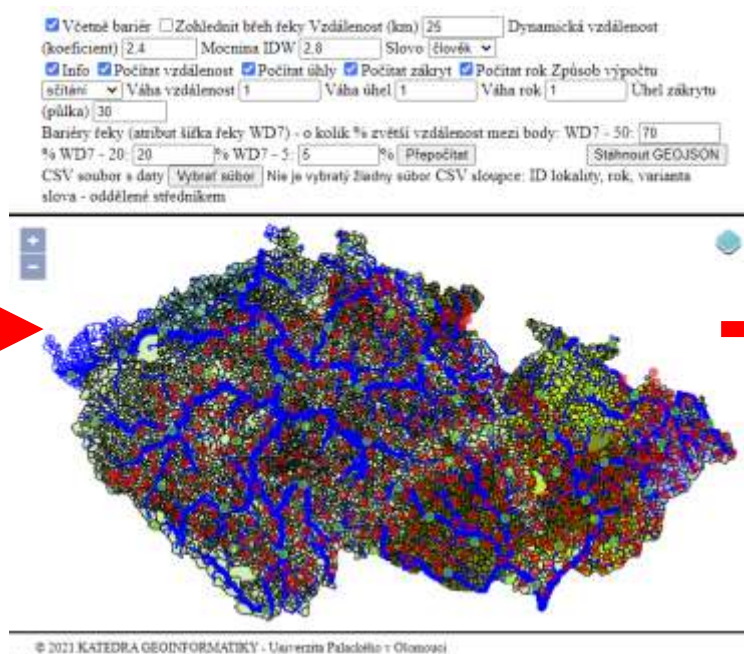 Včetně bariér Zohlednit břeh řeky Vzdálenost (km) 25 Dynamická vzdálenost
(koeficient) 2.4 Mocnina IDW 2.8 Slovo člověk
Info Počítat vzdálenost Počítat úhly Počítat zákryt Počítat rok Způsob výpočtu
sčítání Váha vzdálenost 1 Váha úhel 1 Váha rok 1 Úhel zákrytu
(půlka) 30
Bariéry řeky (atribut šířka řeky WD7) - o kolik % zvětší vzdálenost mezi body: WD7 - 50: 70
% WD7 - 20: 20 % WD7 - 5: 5 % Přepočítat Stáhnout GEOJSON
CSV soubor s daty Vybrať súbor Nie je vybratý žiadny súbor CSV sloupce: ID lokality, rok, varianta
slova - oddělené středníkem
+
−
© 2021 KATEDRA GEOINFORMATIKY - Univerzita Palackého v Olomouci